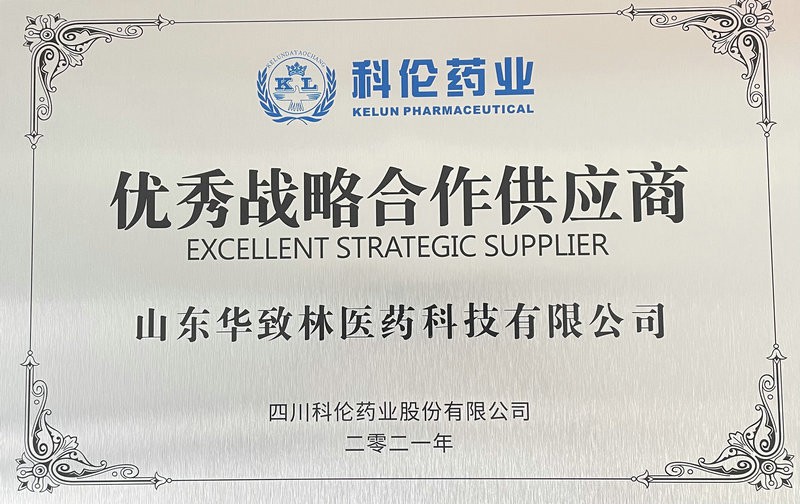 KELUNDAYAOCHANG
KL
科伦药业
KELUN PHARMACEUTICAL
优秀战略合作供应商
EXCELLENT STRATEGIC SUPPLIER
山东华致林医药科技有限公司
四川科伦药业股份有限公司
二零二一年